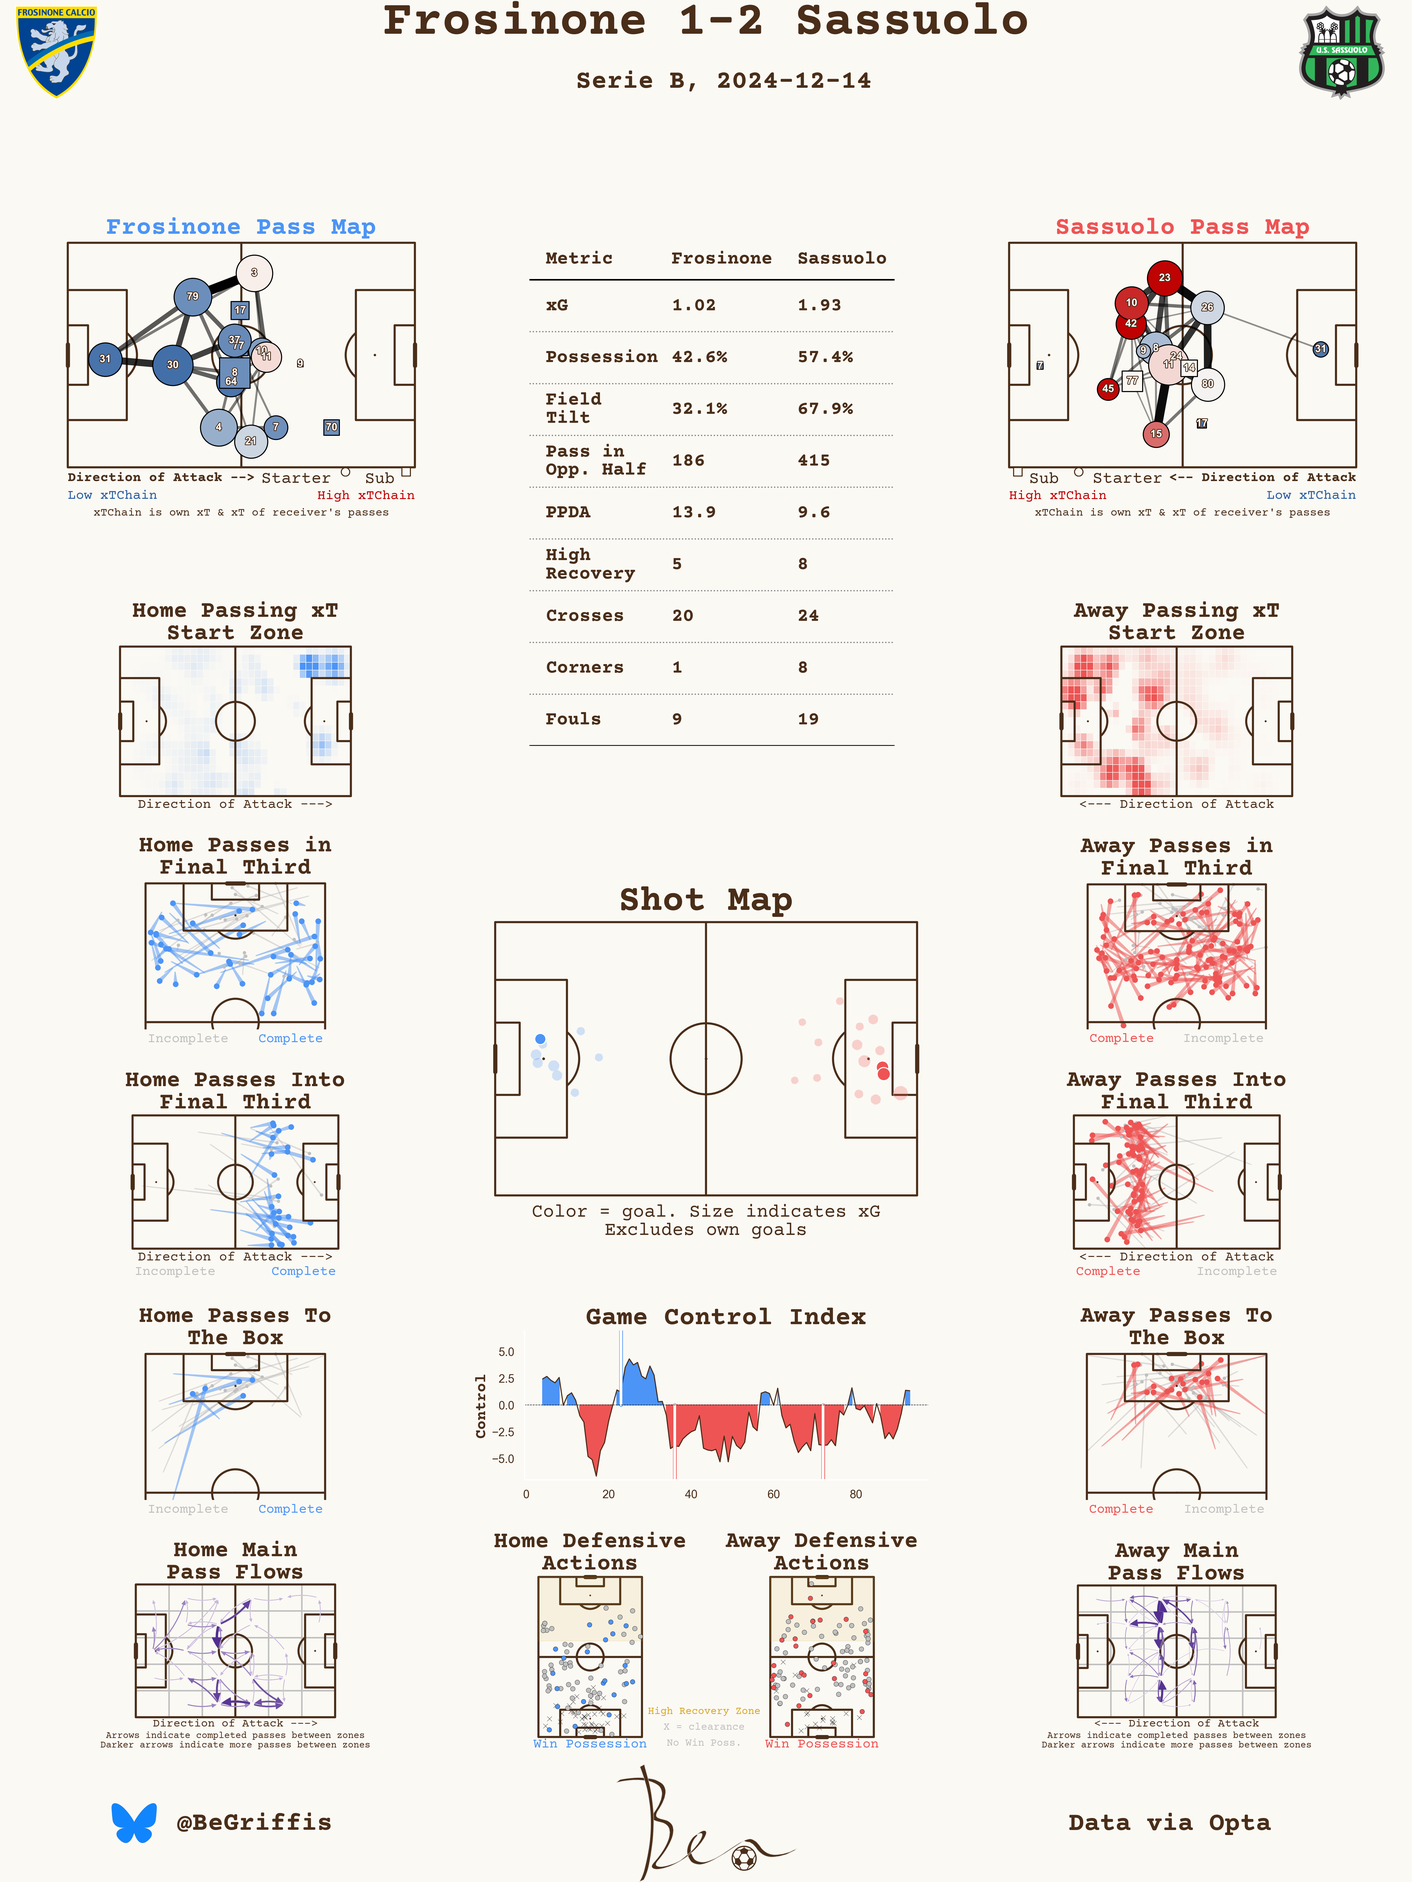 FROSINONE CALCIO
Frosinone 1-2 Sassuolo
U.S. SASSUOLO
Serie B, 2024-12-14
Frosinone Pass Map
3
79
17
37
77
10
11
31
30
9
8
64
4
7
21
70
Direction of Attack --> Starter Sub
Low xTChain High xTChain
xTChain is own xT & xT of receiver's passes
Metric Frosinone Sassuolo
xG 1.02 1.93
Possession 42.6% 57.4%
Field
Tilt 32.1% 67.9%
Pass in
Opp. Half 186 415
PPDA 13.9 9.6
High
Recovery 5 8
Crosses 20 24
Corners 1 8
Fouls 9 19
Sassuolo Pass Map
23
10
26
42
9
8
24
31
7
11
14
77
80
45
17
15
Sub Starter <-- Direction of Attack
High xTChain Low xTChain
xTChain is own xT & xT of receiver's passes
Home Passing xT
Start Zone
Direction of Attack --->
Away Passing xT
Start Zone
<--- Direction of Attack
Home Passes in
Final Third
Incomplete Complete
Away Passes in
Final Third
Complete Incomplete
Shot Map
Color = goal. Size indicates xG
Excludes own goals
Home Passes Into
Final Third
Direction of Attack --->
Incomplete Complete
Away Passes Into
Final Third
<--- Direction of Attack
Complete Incomplete
Home Passes To
The Box
Incomplete Complete
Game Control Index
Control
5.0
2.5
0.0
−2.5
−5.0
0 20 40 60 80
Away Passes To
The Box
Complete Incomplete
Home Main
Pass Flows
Direction of Attack --->
Arrows indicate completed passes between zones
Darker arrows indicate more passes between zones
Home Defensive
Actions
Win Possession
High Recovery Zone
X = clearance
No Win Poss.
Away Defensive
Actions
Win Possession
Away Main
Pass Flows
<--- Direction of Attack
Arrows indicate completed passes between zones
Darker arrows indicate more passes between zones
@BeGriffis
Ben
Data via Opta